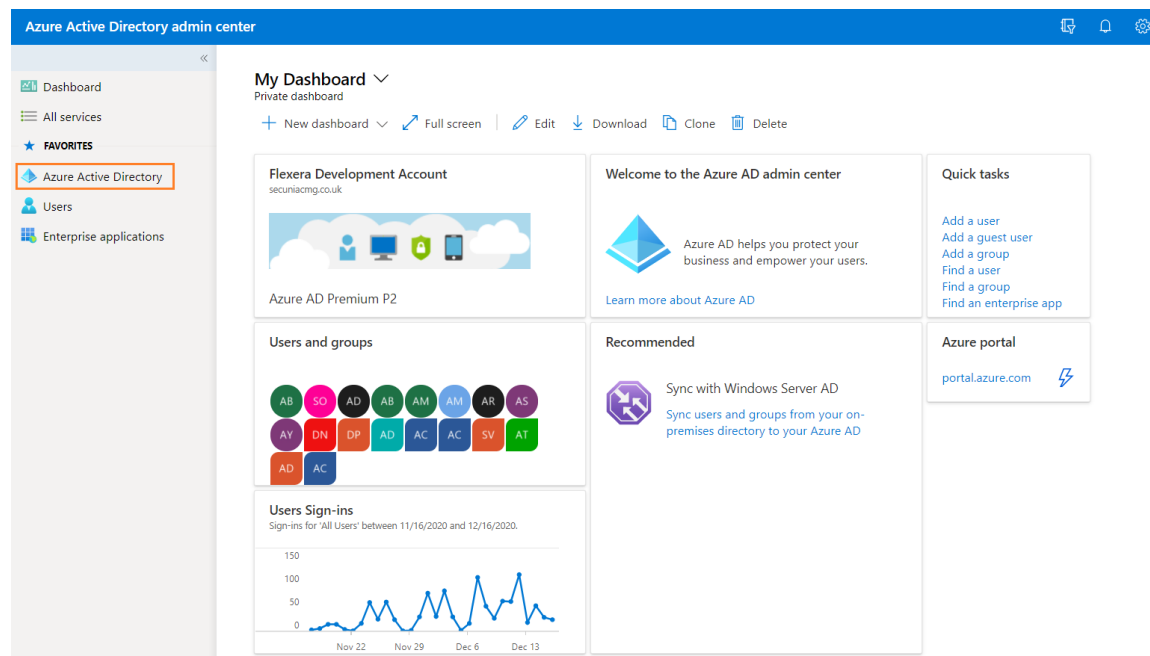 Azure Active Directory admin center
«
Dashboard
All services
FAVORITES
Azure Active Directory
Users
Enterprise applications
My Dashboard
Private dashboard
New dashboard
Full screen
Edit
Download
Clone
Delete
Flexera Development Account
secuniacmg.co.uk
Azure AD Premium P2
Welcome to the Azure AD admin center
Azure AD helps you protect your
business and empower your users.
Learn more about Azure AD
Quick tasks
Add a user
Add a guest user
Add a group
Find a user
Find a group
Find an enterprise app
Users and groups
AB SO AD AB AM AM AR AS
AY DN DP AD AC AC SV AT
AD AC
Recommended
Sync with Windows Server AD
Sync users and groups from your on-
premises directory to your Azure AD
Azure portal
portal.azure.com
Users Sign-ins
Sign-ins for 'All Users' between 11/16/2020 and 12/16/2020.
150
100
50
0
Nov 22 Nov 29 Dec 6 Dec 13